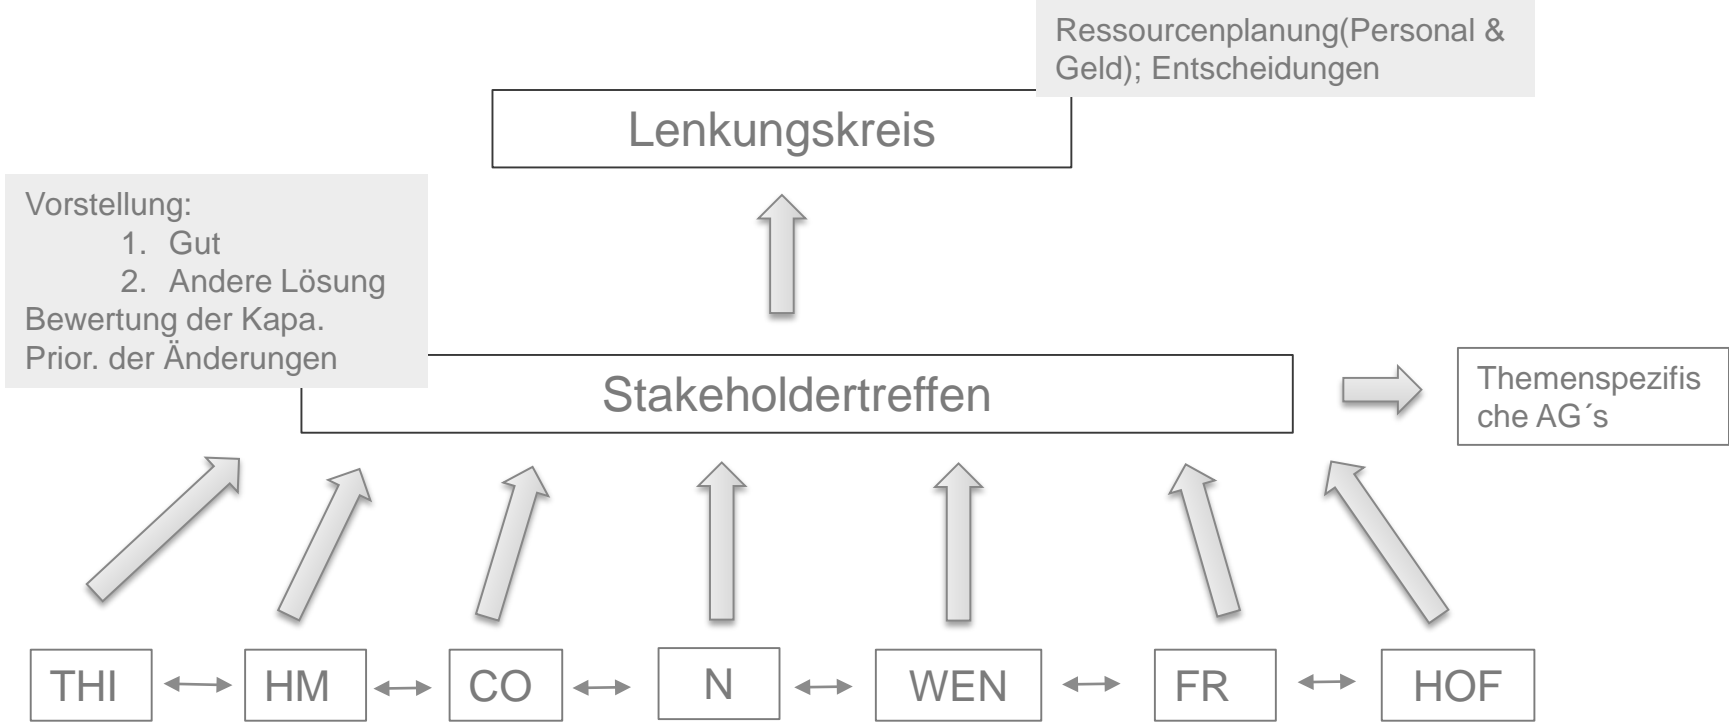 Ressourcenplanung(Personal &
Geld); Entscheidungen
Lenkungskreis
Vorstellung:
1. Gut
2. Andere Lösung
Bewertung der Kapa.
Prior. der Änderungen
Stakeholdertreffen
Themenspezifis
che AG´s
THI
HM
CO
N
WEN
FR
HOF